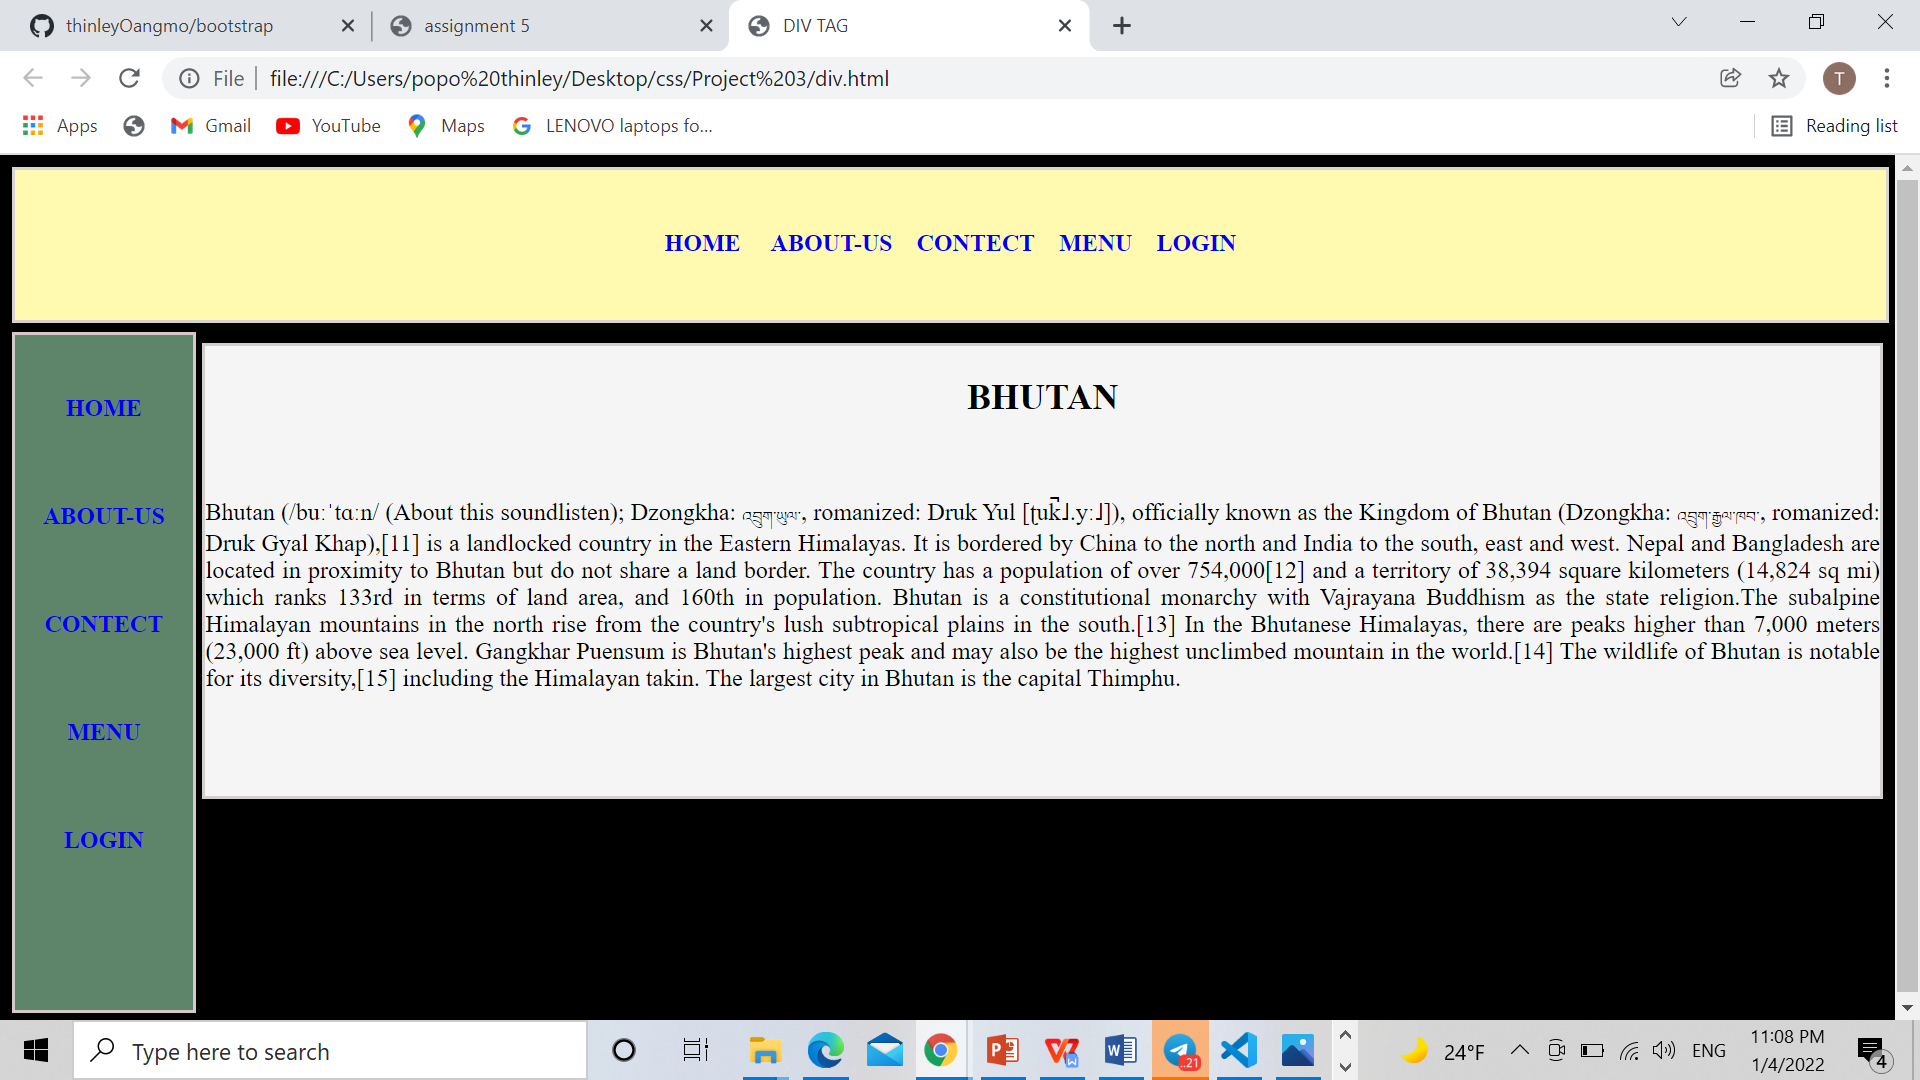 thinleyOangmo/bootstrap
assignment 5
DIV TAG
File
file:///C:/Users/popo%20thinley/Desktop/css/Project%203/div.html
T
Apps
Gmail
YouTube
Maps
LENOVO laptops fo...
Reading list
HOME ABOUT-US CONTECT MENU LOGIN
HOME
ABOUT-US
CONTECT
MENU
LOGIN
BHUTAN
Bhutan (/buːˈtɑːn/ (About this soundlisten); Dzongkha: འབྲུག་ཡུལ་, romanized: Druk Yul [ʈuk̚˩.yː˩]), officially known as the Kingdom of Bhutan (Dzongkha: འབྲུག་རྒྱལ་ཁབ་, romanized:
Druk Gyal Khap),[11] is a landlocked country in the Eastern Himalayas. It is bordered by China to the north and India to the south, east and west. Nepal and Bangladesh are
located in proximity to Bhutan but do not share a land border. The country has a population of over 754,000[12] and a territory of 38,394 square kilometers (14,824 sq mi)
which ranks 133rd in terms of land area, and 160th in population. Bhutan is a constitutional monarchy with Vajrayana Buddhism as the state religion.The subalpine
Himalayan mountains in the north rise from the country's lush subtropical plains in the south.[13] In the Bhutanese Himalayas, there are peaks higher than 7,000 meters
(23,000 ft) above sea level. Gangkhar Puensum is Bhutan's highest peak and may also be the highest unclimbed mountain in the world.[14] The wildlife of Bhutan is notable
for its diversity,[15] including the Himalayan takin. The largest city in Bhutan is the capital Thimphu.
Type here to search
..21
24°F
ENG
11:08 PM
1/4/2022
4